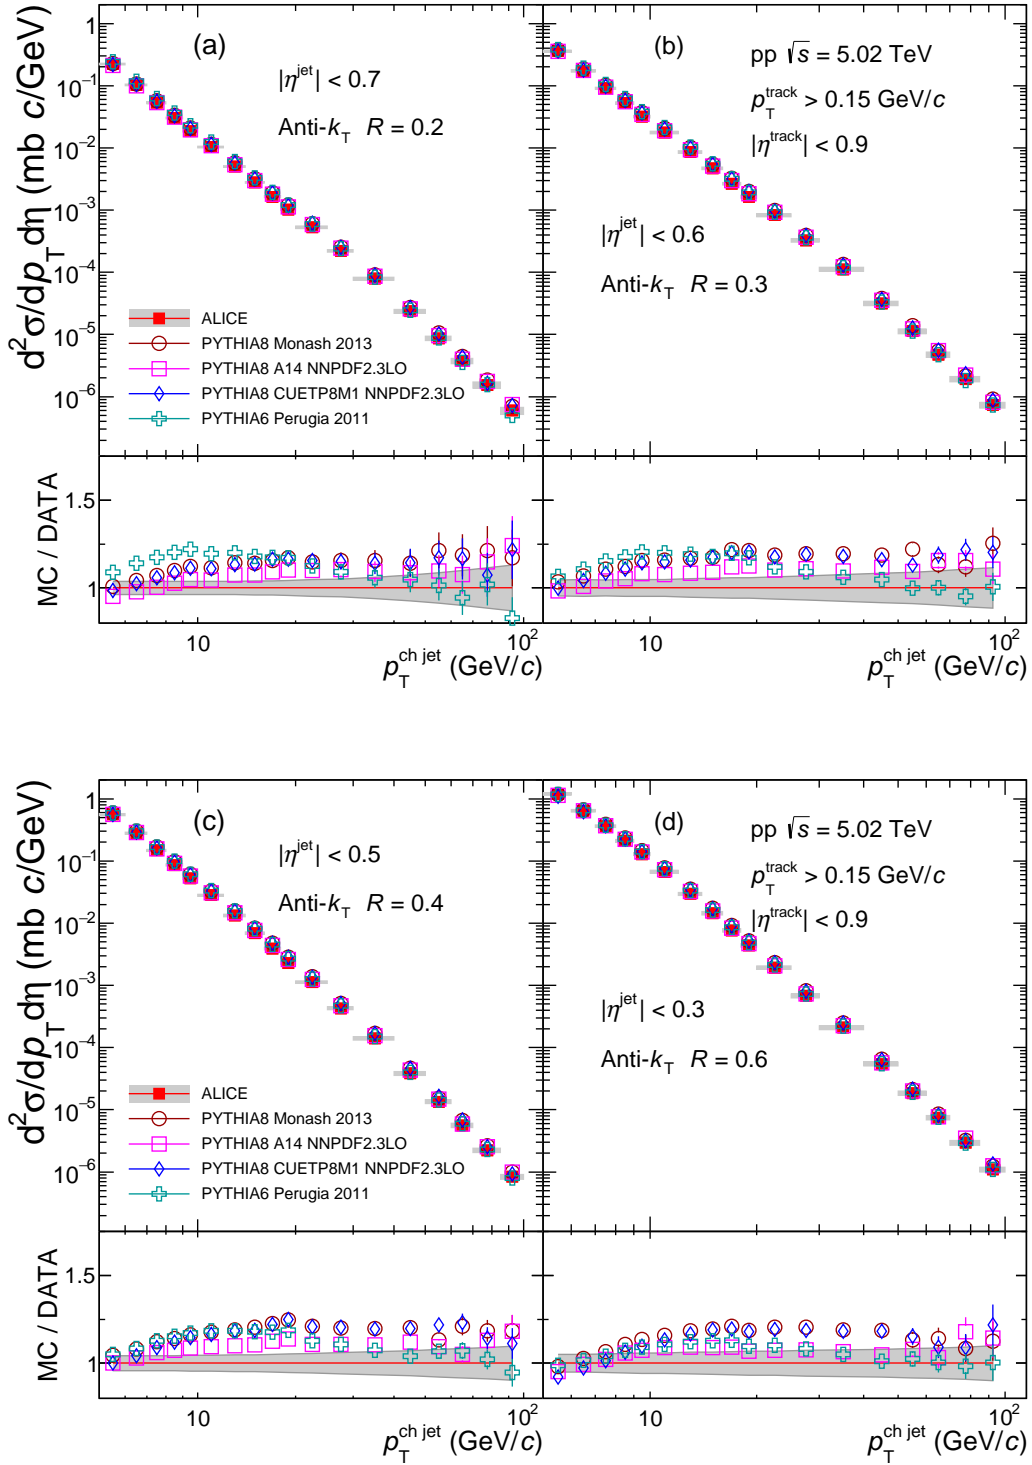 (a)
|η^jet| < 0.7
Anti-k_T R = 0.2
d²σ/dp_T dη (mb c/GeV)
1
10⁻¹
10⁻²
10⁻³
10⁻⁴
10⁻⁵
10⁻⁶
ALICE
PYTHIA8 Monash 2013
PYTHIA8 A14 NNPDF2.3LO
PYTHIA8 CUETP8M1 NNPDF2.3LO
PYTHIA6 Perugia 2011
(b)
pp √s = 5.02 TeV
p_T^track > 0.15 GeV/c
|η^track| < 0.9
|η^jet| < 0.6
Anti-k_T R = 0.3
MC / DATA
1.5
1
10 10²
p_T^ch jet (GeV/c)
10 10²
p_T^ch jet (GeV/c)
(c)
|η^jet| < 0.5
Anti-k_T R = 0.4
d²σ/dp_T dη (mb c/GeV)
1
10⁻¹
10⁻²
10⁻³
10⁻⁴
10⁻⁵
10⁻⁶
ALICE
PYTHIA8 Monash 2013
PYTHIA8 A14 NNPDF2.3LO
PYTHIA8 CUETP8M1 NNPDF2.3LO
PYTHIA6 Perugia 2011
(d)
pp √s = 5.02 TeV
p_T^track > 0.15 GeV/c
|η^track| < 0.9
|η^jet| < 0.3
Anti-k_T R = 0.6
MC / DATA
1.5
1
10 10²
p_T^ch jet (GeV/c)
10 10²
p_T^ch jet (GeV/c)